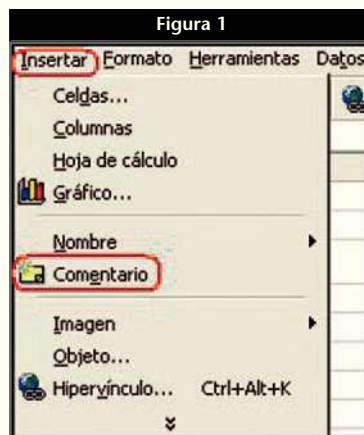 Figura 1
Insertar Formato Herramientas Datos
Celdas...
Columnas
Hoja de cálculo
Gráfico...
Nombre
Comentario
Imagen
Objeto...
Hipervínculo... Ctrl+Alt+K